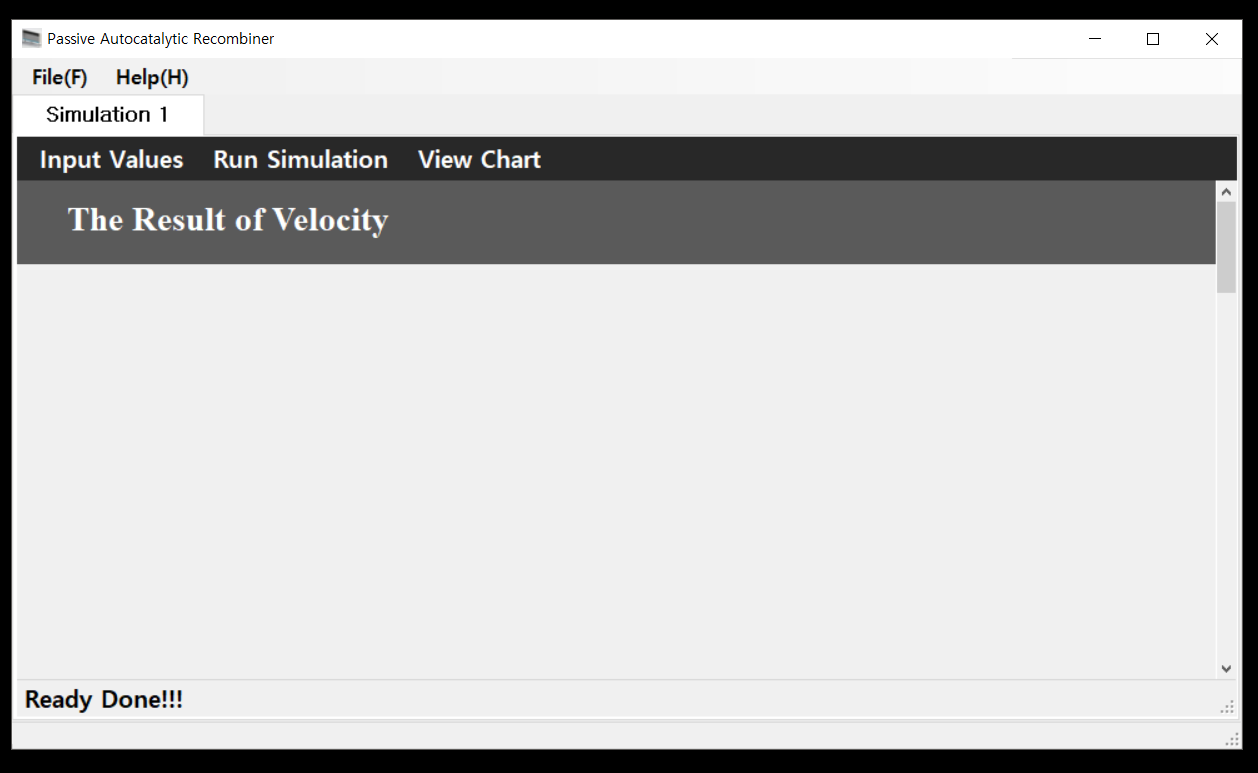 Passive Autocatalytic Recombiner
File(F) Help(H)
Simulation 1
Input Values Run Simulation View Chart
The Result of Velocity
Ready Done!!!